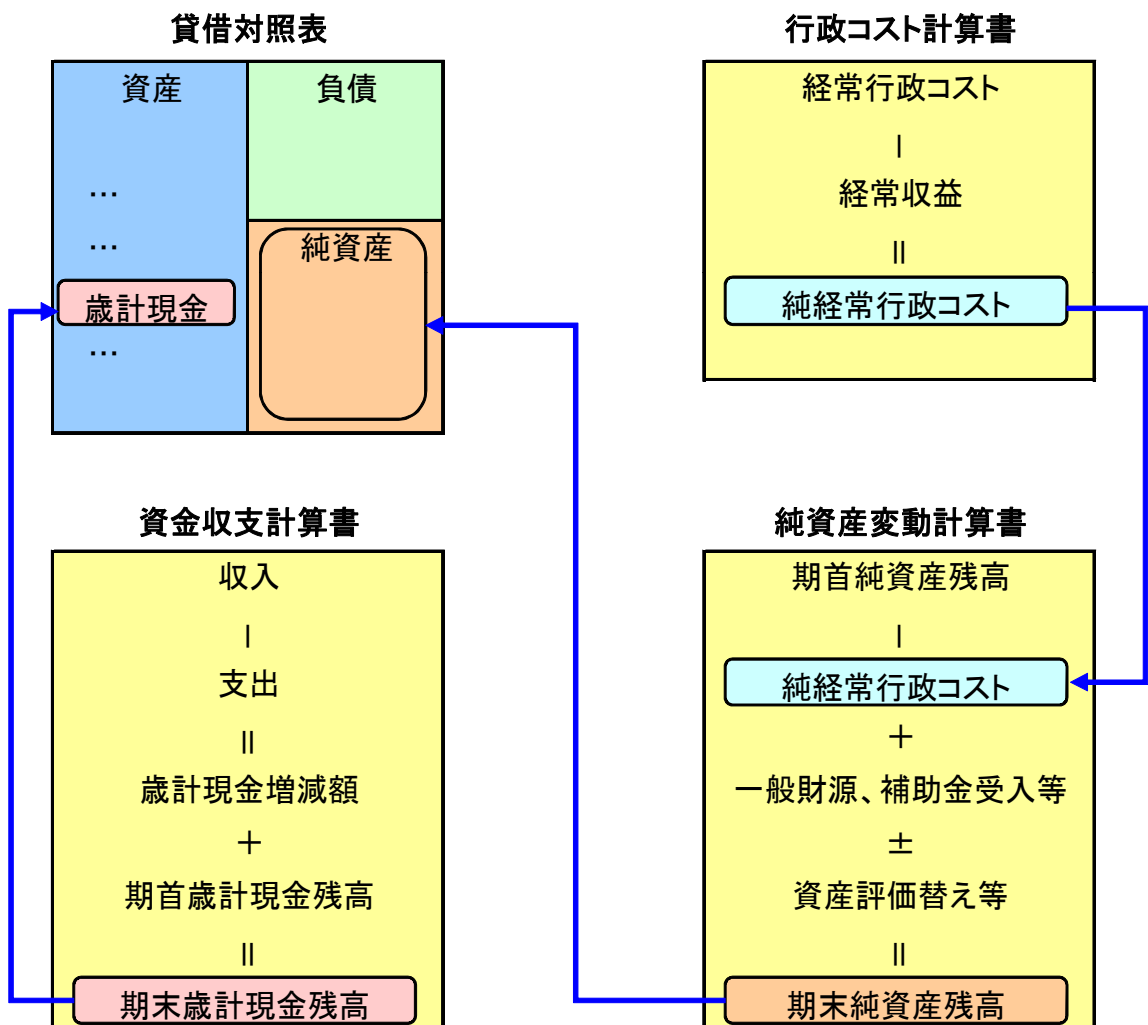 貸借対照表
資産
…
…
歳計現金
…
負債
純資産
行政コスト計算書
経常行政コスト
－
経常収益
＝
純経常行政コスト
資金収支計算書
収入
－
支出
＝
歳計現金増減額
＋
期首歳計現金残高
＝
期末歳計現金残高
純資産変動計算書
期首純資産残高
－
純経常行政コスト
＋
一般財源、補助金受入等
±
資産評価替え等
＝
期末純資産残高